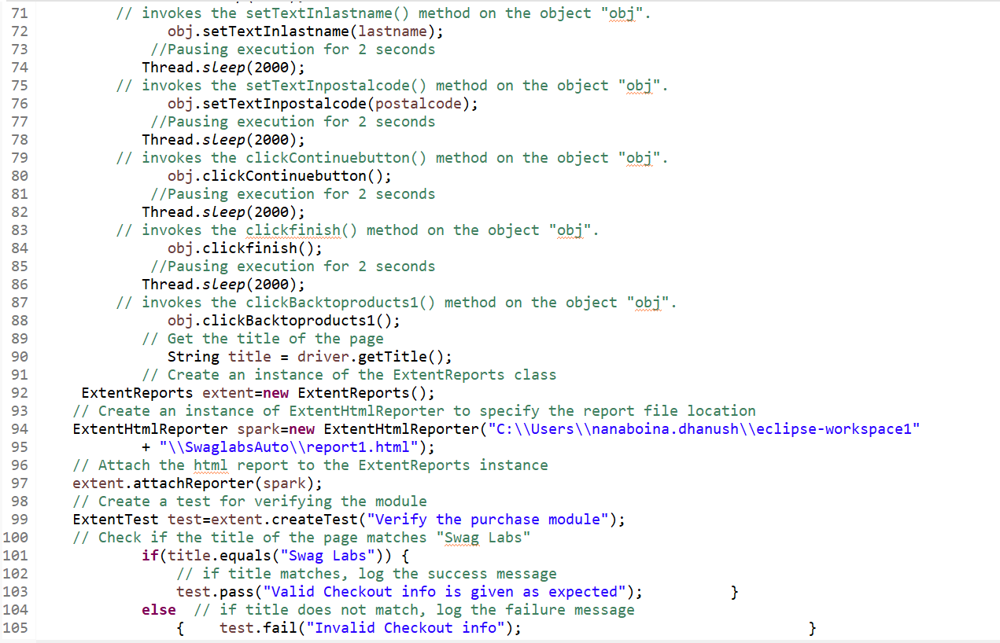 71 // invokes the setTextInlastname() method on the object "obj".
72 obj.setTextInlastname(lastname);
73 //Pausing execution for 2 seconds
74 Thread.sleep(2000);
75 // invokes the setTextInpostalcode() method on the object "obj".
76 obj.setTextInpostalcode(postalcode);
77 //Pausing execution for 2 seconds
78 Thread.sleep(2000);
79 // invokes the clickContinuebutton() method on the object "obj".
80 obj.clickContinuebutton();
81 //Pausing execution for 2 seconds
82 Thread.sleep(2000);
83 // invokes the clickfinish() method on the object "obj".
84 obj.clickfinish();
85 //Pausing execution for 2 seconds
86 Thread.sleep(2000);
87 // invokes the clickBacktoproducts1() method on the object "obj".
88 obj.clickBacktoproducts1();
89 // Get the title of the page
90 String title = driver.getTitle();
91 // Create an instance of the ExtentReports class
92 ExtentReports extent=new ExtentReports();
93 // Create an instance of ExtentHtmlReporter to specify the report file location
94 ExtentHtmlReporter spark=new ExtentHtmlReporter("C:\\Users\\nanaboina.dhanush\\eclipse-workspace1"
95 + "\\SwaglabsAuto\\report1.html");
96 // Attach the html report to the ExtentReports instance
97 extent.attachReporter(spark);
98 // Create a test for verifying the module
99 ExtentTest test=extent.createTest("Verify the purchase module");
100 // Check if the title of the page matches "Swag Labs"
101 if(title.equals("Swag Labs")) {
102 // if title matches, log the success message
103 test.pass("Valid Checkout info is given as expected"); }
104 else // if title does not match, log the failure message
105 { test.fail("Invalid Checkout info"); }